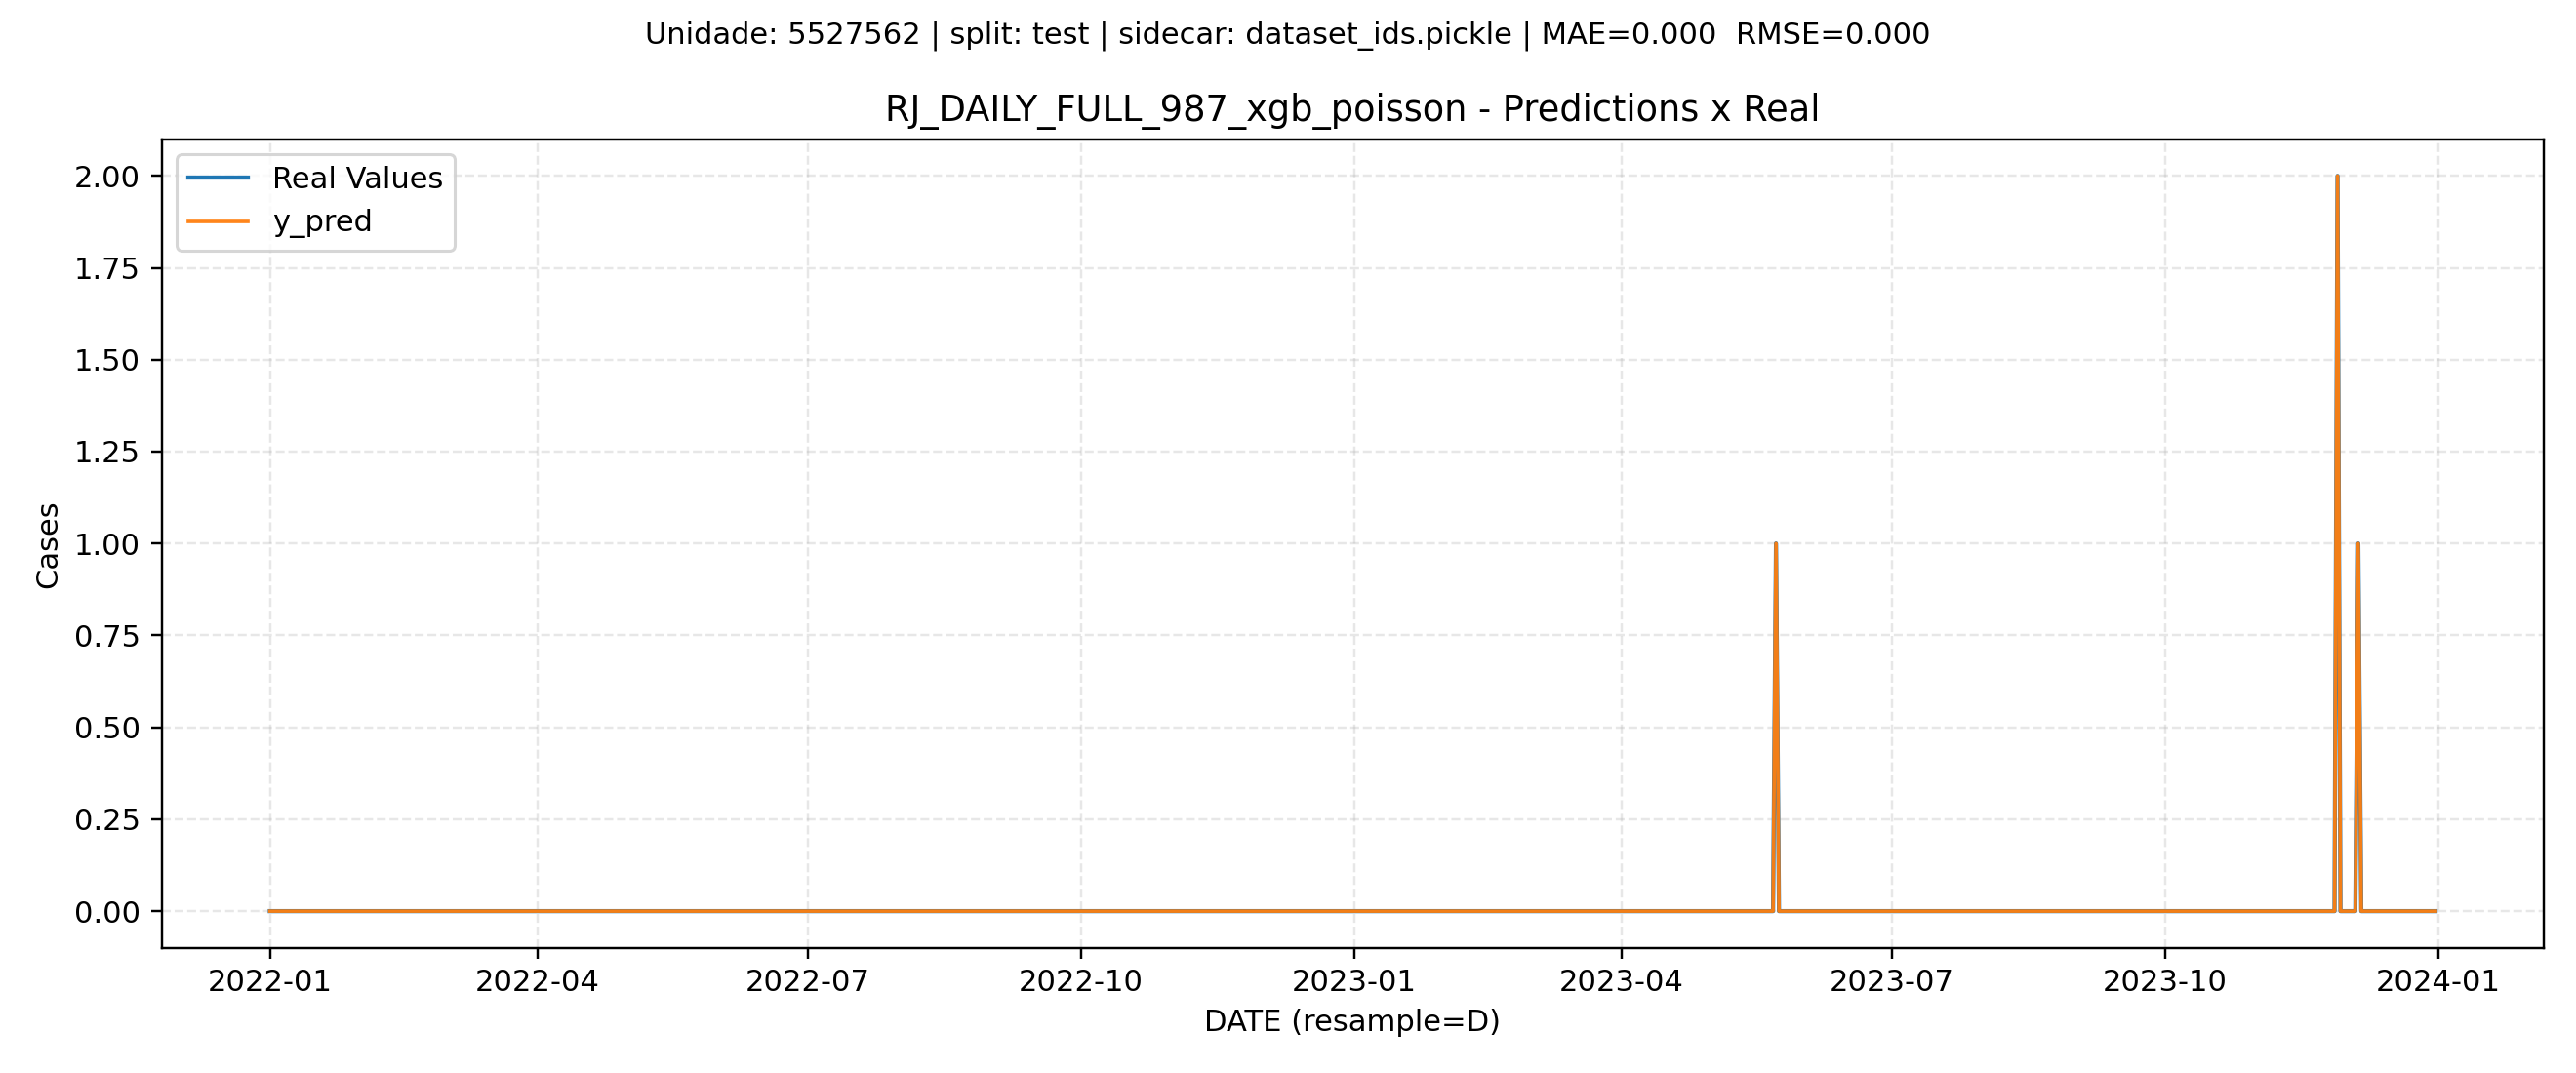 Unidade: 5527562 | split: test | sidecar: dataset_ids.pickle | MAE=0.000  RMSE=0.000
RJ_DAILY_FULL_987_xgb_poisson - Predictions x Real
Real Values
y_pred
2.00
1.75
1.50
1.25
1.00
0.75
0.50
0.25
0.00
Cases
2022-01 2022-04 2022-07 2022-10 2023-01 2023-04 2023-07 2023-10 2024-01
DATE (resample=D)